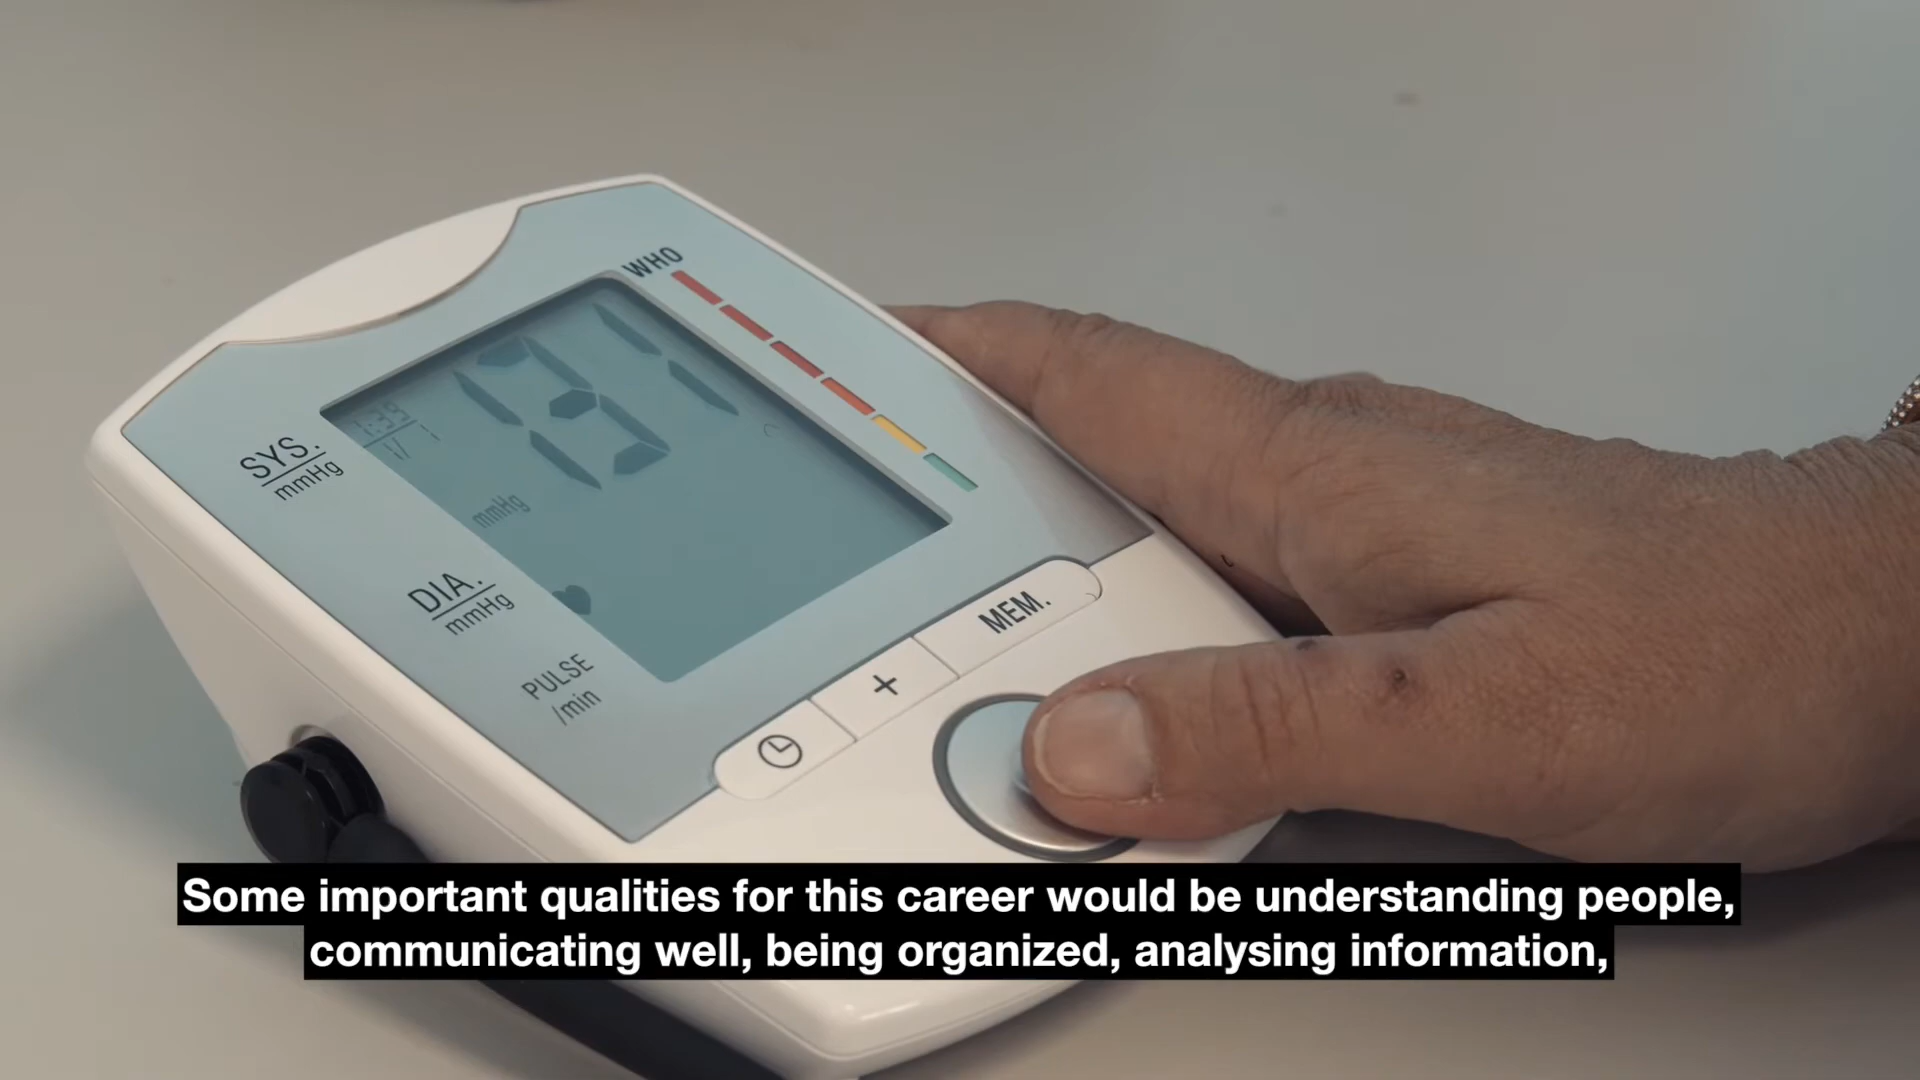 WHO
SYS.
mmHg
mmHg
DIA.
mmHg
MEM.
PULSE
/min
+
Some important qualities for this career would be understanding people,
communicating well, being organized, analysing information,